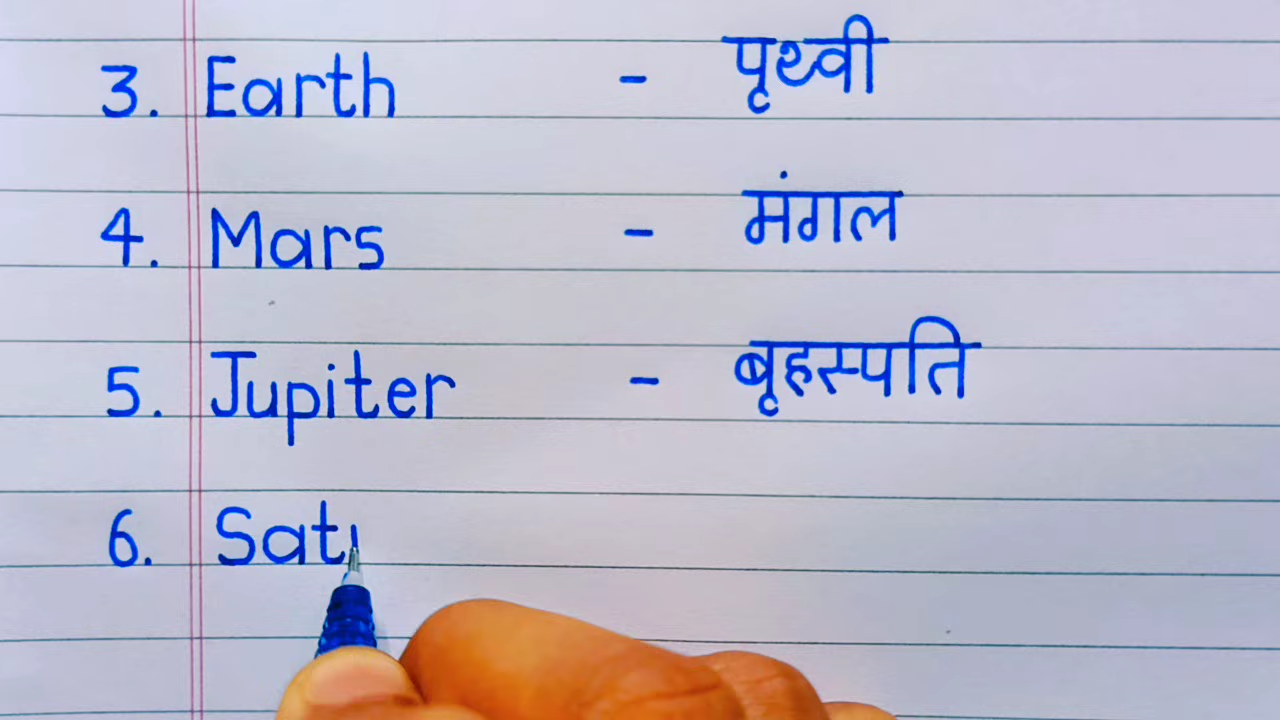 3. Earth - पृथ्वी
4. Mars - मंगल
5. Jupiter - बृहस्पति
6. Sat